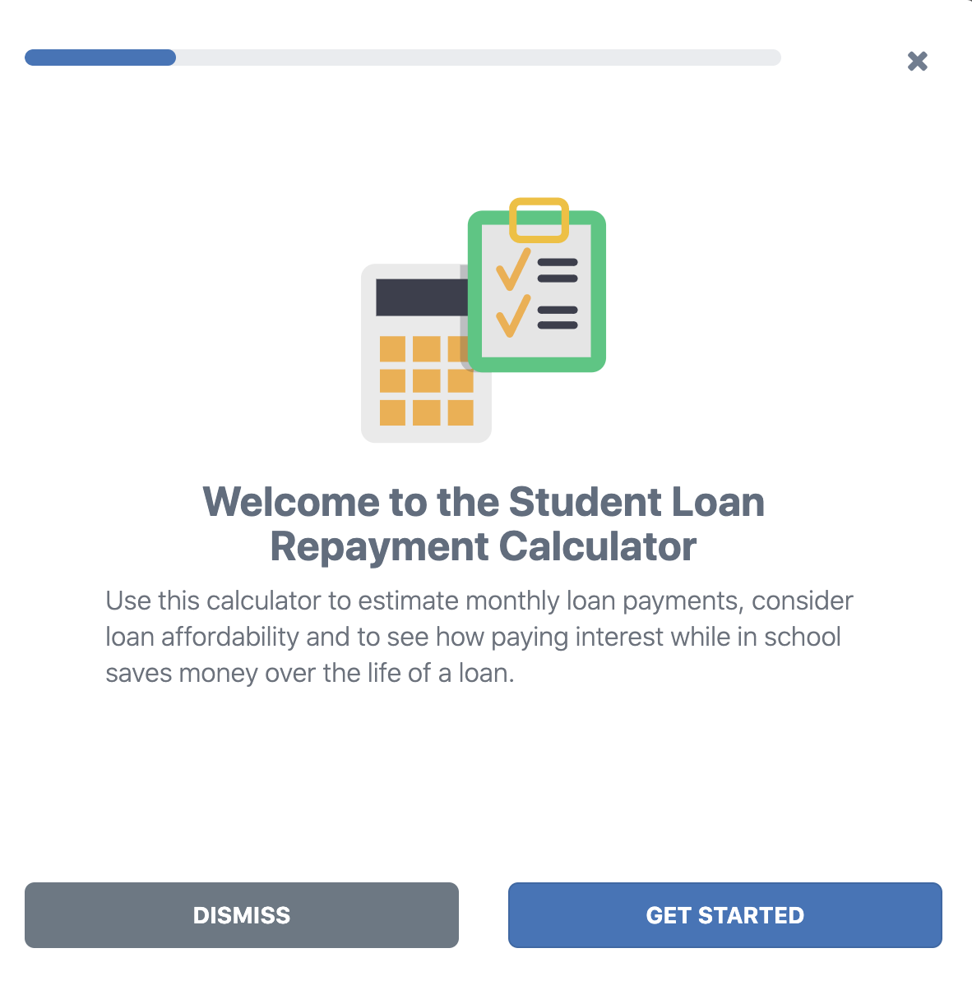 Welcome to the Student Loan
Repayment Calculator
Use this calculator to estimate monthly loan payments, consider
loan affordability and to see how paying interest while in school
saves money over the life of a loan.
DISMISS
GET STARTED